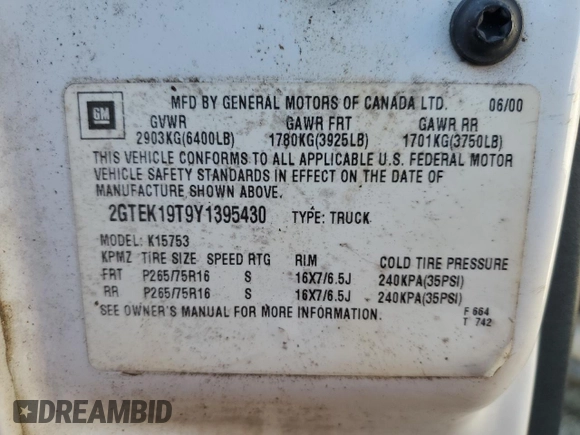 GM
MFD BY GENERAL MOTORS OF CANADA LTD. 06/00
GVWR GAWR FRT GAWR RR
2903KG(6400LB) 1780KG(3925LB) 1701KG(3750LB)
THIS VEHICLE CONFORMS TO ALL APPLICABLE U.S. FEDERAL MOTOR
VEHICLE SAFETY STANDARDS IN EFFECT ON THE DATE OF
MANUFACTURE SHOWN ABOVE.
2GTEK19T9Y1395430 TYPE: TRUCK
MODEL: K15753
KPMZ TIRE SIZE SPEED RTG RIM COLD TIRE PRESSURE
FRT P265/75R16 S 16X7/6.5J 240KPA(35PSI)
RR P265/75R16 S 16X7/6.5J 240KPA(35PSI)
*SEE OWNER'S MANUAL FOR MORE INFORMATION.
F 664
T 742
DREAMBID